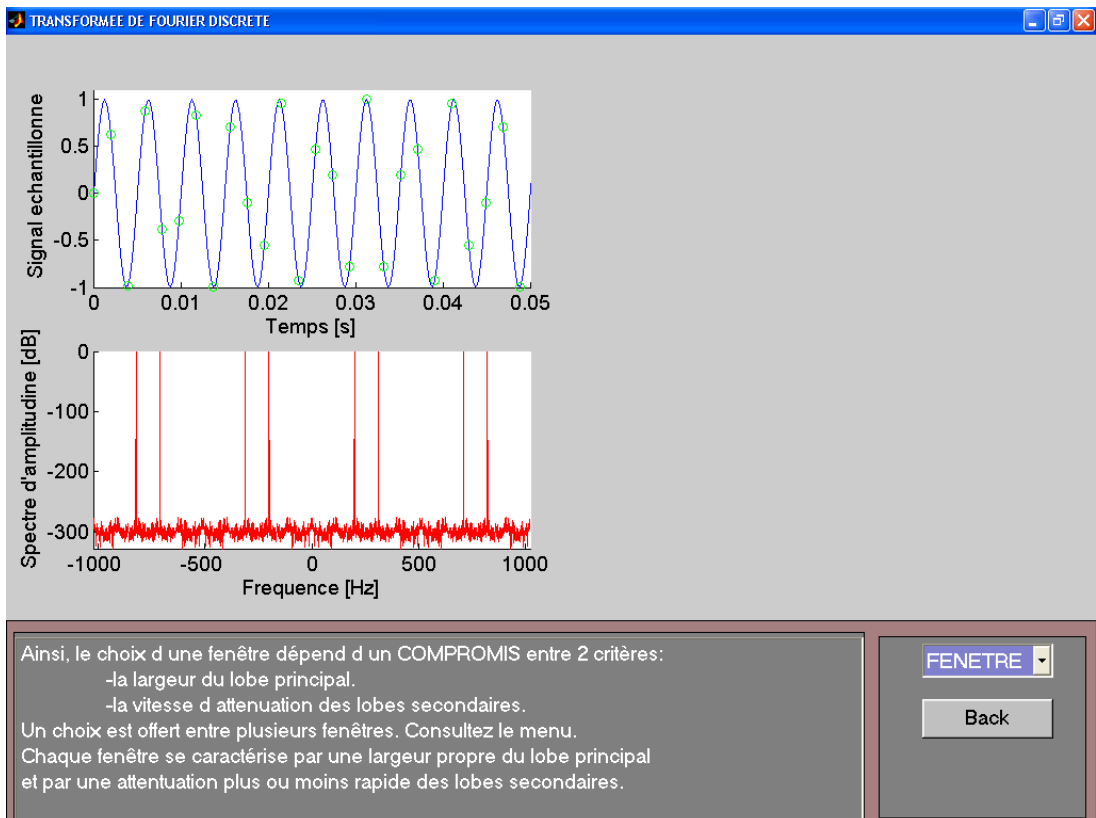 TRANSFORMEE DE FOURIER DISCRETE
Signal echantillonne
1
0.5
0
-0.5
-1
0 0.01 0.02 0.03 0.04 0.05
Temps [s]
Spectre d'amplitudine [dB]
0
-100
-200
-300
-1000 -500 0 500 1000
Frequence [Hz]
Ainsi, le choix d une fenêtre dépend d un COMPROMIS entre 2 critères:
-la largeur du lobe principal.
-la vitesse d attenuation des lobes secondaires.
Un choix est offert entre plusieurs fenêtres. Consultez le menu.
Chaque fenêtre se caractérise par une largeur propre du lobe principal
et par une attentuation plus ou moins rapide des lobes secondaires.
FENETRE
Back